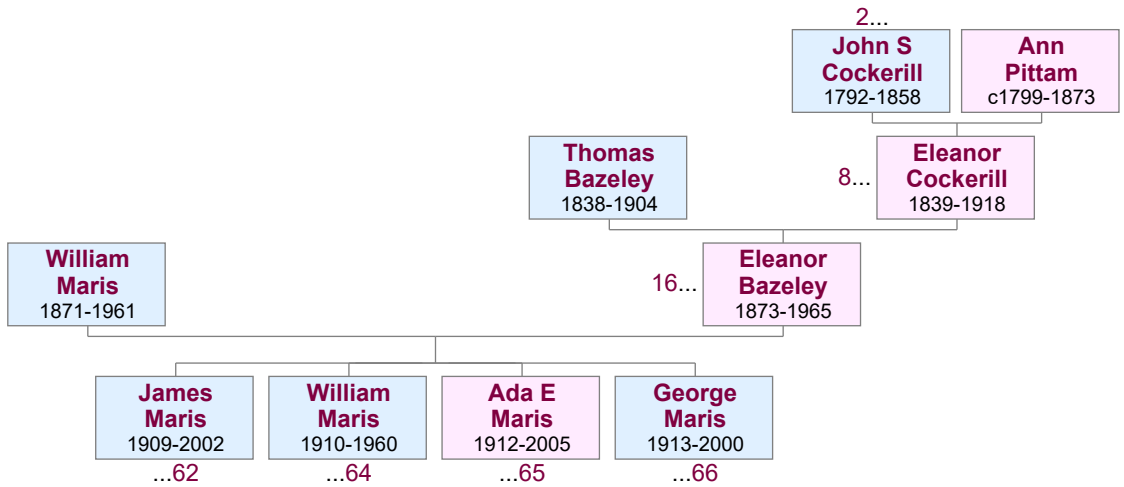 2...
John S
Cockerill
1792-1858
Ann
Pittam
c1799-1873
Thomas
Bazeley
1838-1904
8...
Eleanor
Cockerill
1839-1918
William
Maris
1871-1961
16...
Eleanor
Bazeley
1873-1965
James
Maris
1909-2002
William
Maris
1910-1960
Ada E
Maris
1912-2005
George
Maris
1913-2000
...62
...64
...65
...66